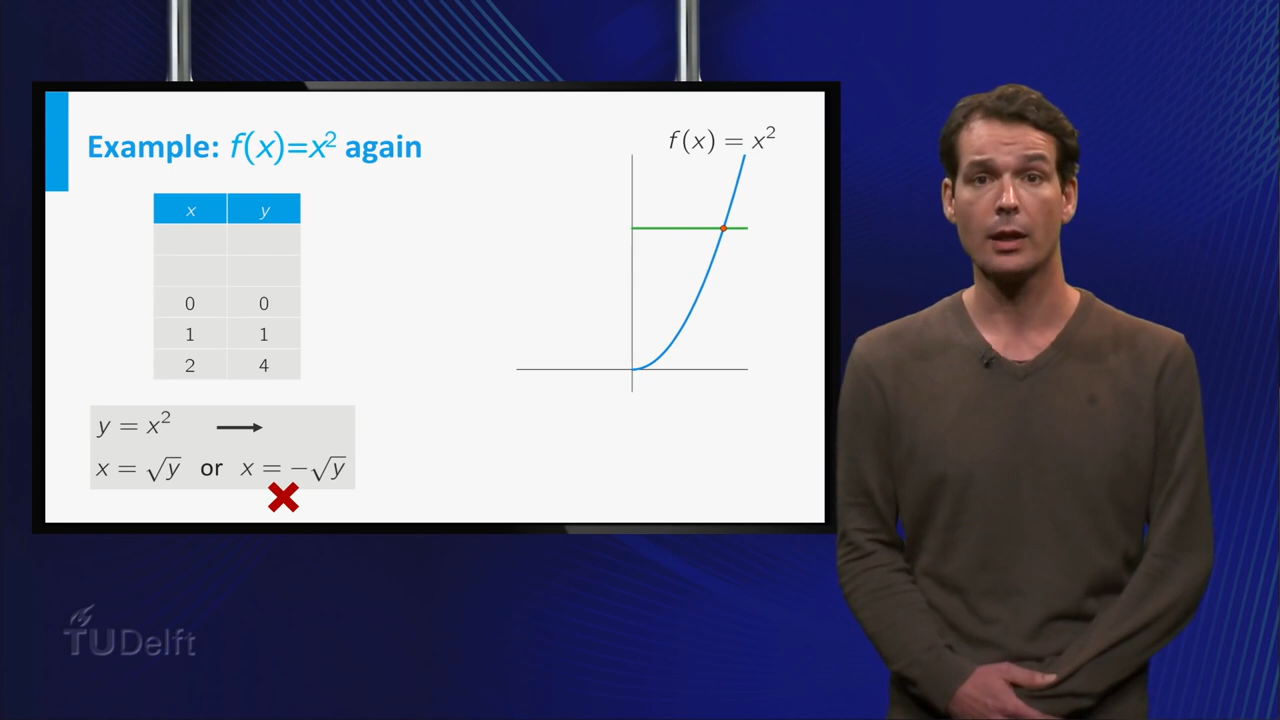 Example: f(x)=x² again
f(x) = x²
x y
0 0
1 1
2 4
y = x² ⟶
x = √y or x = −√y
TUDelft